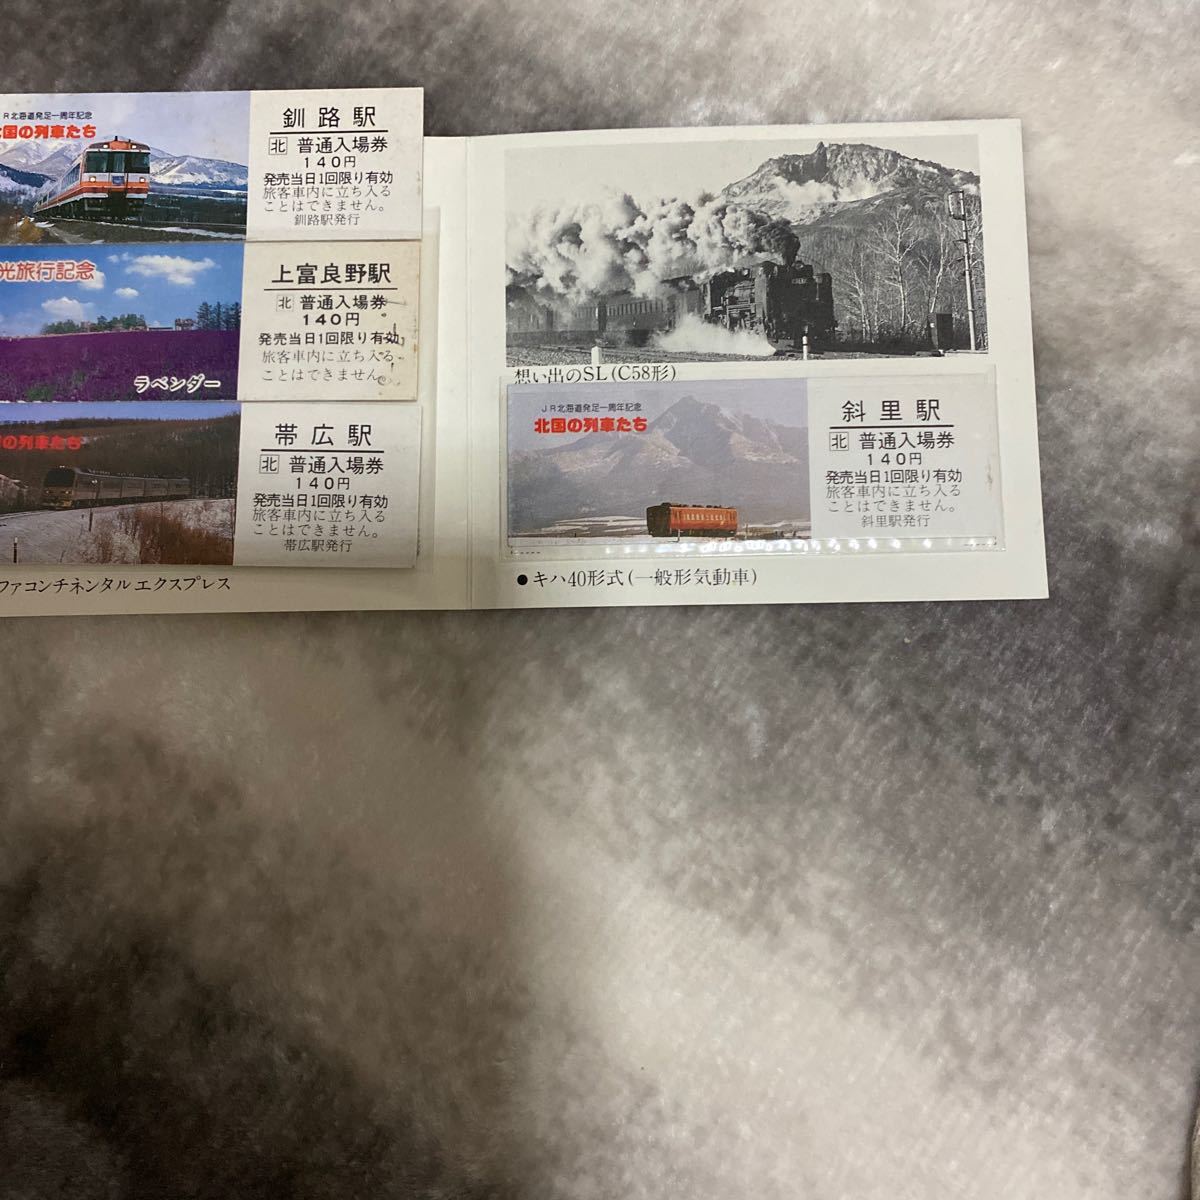 R北海道発足一周年記念
北国の列車たち
釧路駅
北 普通入場券
140円
発売当日1回限り有効
旅客車内に立ち入る
ことはできません。
釧路駅発行
光旅行記念
ラベンダー
上富良野駅
北 普通入場券
140円
発売当日1回限り有効
旅客車内に立ち入る
ことはできません。
の列車たち
帯広駅
北 普通入場券
140円
発売当日1回限り有効
旅客車内に立ち入る
ことはできません。
帯広駅発行
ファコンチネンタル エクスプレス
想い出のSL(C58形)
JR北海道発足一周年記念
北国の列車たち
斜里駅
北 普通入場券
140円
発売当日1回限り有効
旅客車内に立ち入る
ことはできません。
斜里駅発行
●キハ40形式(一般形気動車)